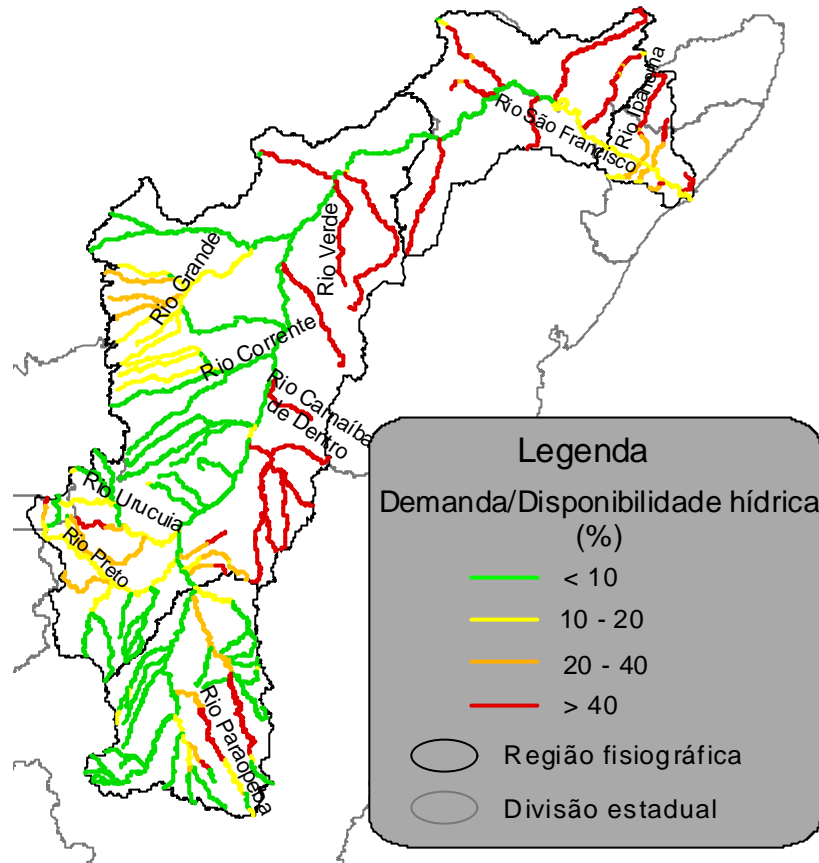 Rio Ipanema
Rio São Francisco
Rio Verde
Rio Grande
Rio Corrente
Rio Carnaíba
de Dentro
Rio Urucuia
Rio Preto
Rio Paraopeba
Legenda
Demanda/Disponibilidade hídrica
(%)
< 10
10 - 20
20 - 40
> 40
Região fisiográfica
Divisão estadual